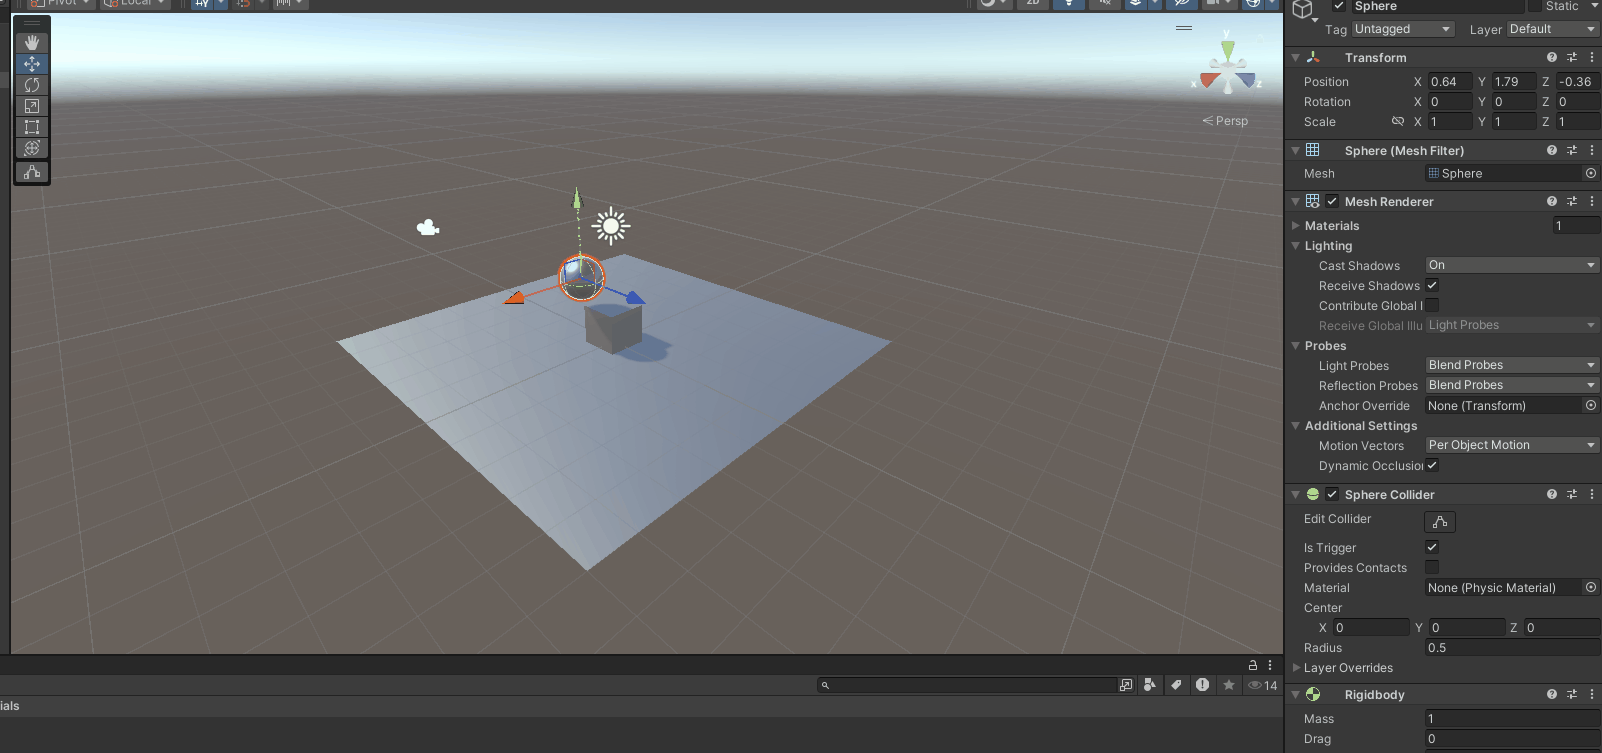 Pivot Local
2D
Sphere Static
Tag Untagged Layer Default
Transform
Position X 0.64 Y 1.79 Z -0.36
Rotation X 0 Y 0 Z 0
Scale X 1 Y 1 Z 1
y
x z
Persp
Sphere (Mesh Filter)
Mesh Sphere
Mesh Renderer
Materials 1
Lighting
Cast Shadows On
Receive Shadows
Contribute Global I
Receive Global Illu Light Probes
Probes
Light Probes Blend Probes
Reflection Probes Blend Probes
Anchor Override None (Transform)
Additional Settings
Motion Vectors Per Object Motion
Dynamic Occlusion
Sphere Collider
Edit Collider
Is Trigger
Provides Contacts
Material None (Physic Material)
Center
X 0 Y 0 Z 0
Radius 0.5
Layer Overrides
14
Rigidbody
Mass 1
Drag 0
ials